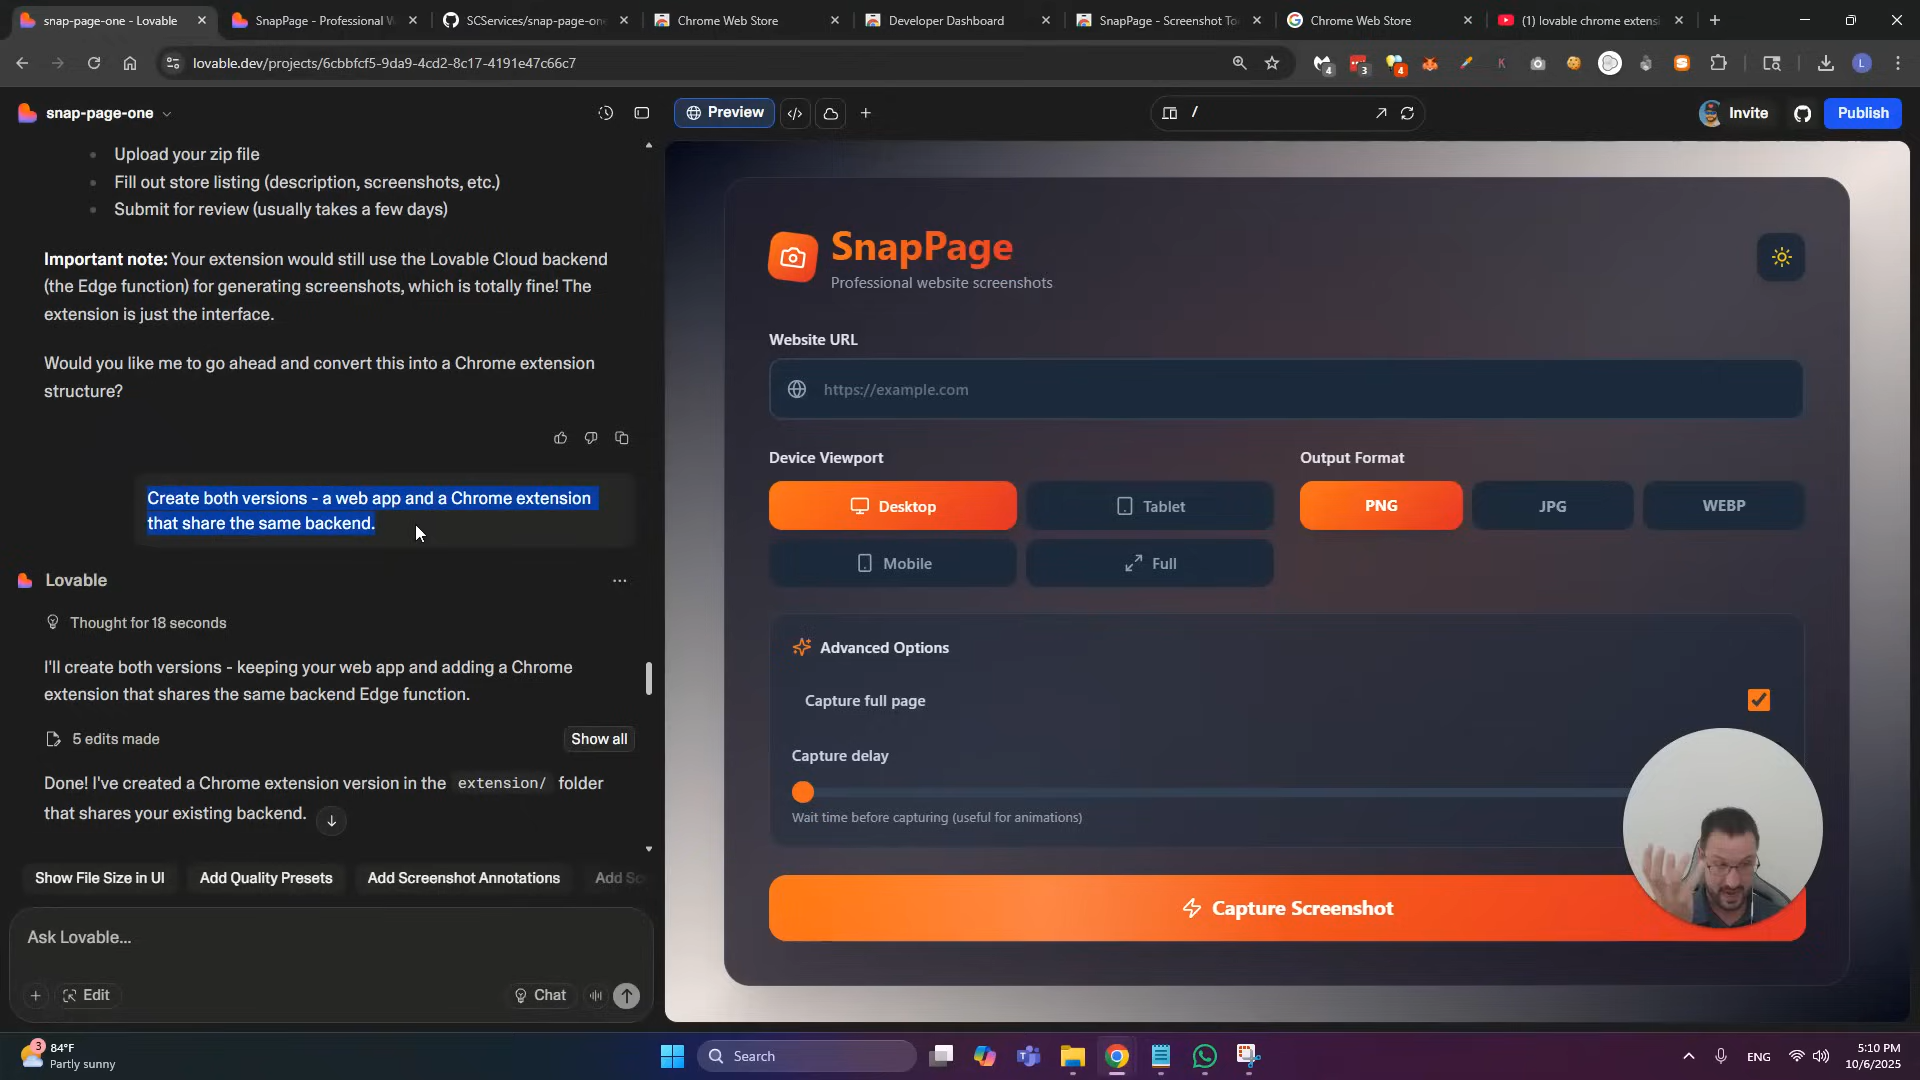 snap-page-one - Lovable
SnapPage - Professional W
SCServices/snap-page-one
Chrome Web Store
Developer Dashboard
SnapPage - Screenshot To
Chrome Web Store
(1) lovable chrome extensi
lovable.dev/projects/6cbbfcf5-9da9-4cd2-8c17-4191e47c66c7
4
3
4
K
S
L
snap-page-one
Preview
/
Invite
Publish
Upload your zip file
Fill out store listing (description, screenshots, etc.)
Submit for review (usually takes a few days)
Important note: Your extension would still use the Lovable Cloud backend
(the Edge function) for generating screenshots, which is totally fine! The
extension is just the interface.
Would you like me to go ahead and convert this into a Chrome extension
structure?
Create both versions - a web app and a Chrome extension
that share the same backend.
Lovable
Thought for 18 seconds
I'll create both versions - keeping your web app and adding a Chrome
extension that shares the same backend Edge function.
5 edits made
Show all
Done! I've created a Chrome extension version in the extension/ folder
that shares your existing backend.
Show File Size in UI
Add Quality Presets
Add Screenshot Annotations
Add Sc
Ask Lovable...
Edit
Chat
SnapPage
Professional website screenshots
Website URL
https://example.com
Device Viewport
Output Format
Desktop
Tablet
PNG
JPG
WEBP
Mobile
Full
Advanced Options
Capture full page
Capture delay
Wait time before capturing (useful for animations)
Capture Screenshot
3
84°F
Partly sunny
Search
ENG
5:10 PM
10/6/2025